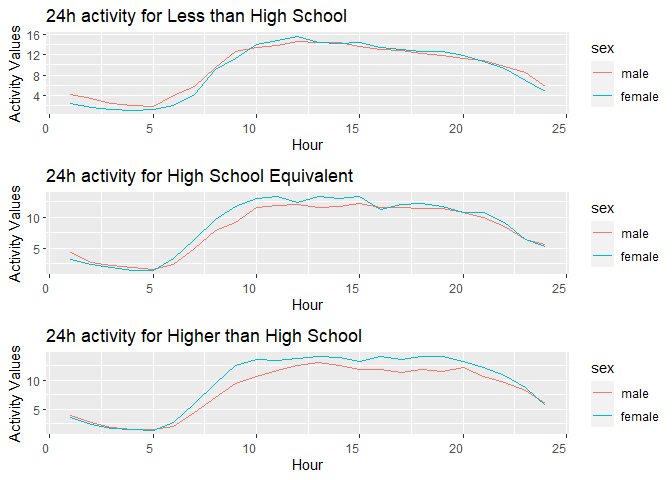 24h activity for Less than High School
Activity Values
16
12
8
4
0
5
10
15
20
25
Hour
sex
male
female
24h activity for High School Equivalent
Activity Values
10
5
0
5
10
15
20
25
Hour
sex
male
female
24h activity for Higher than High School
Activity Values
10
5
0
5
10
15
20
25
Hour
sex
male
female